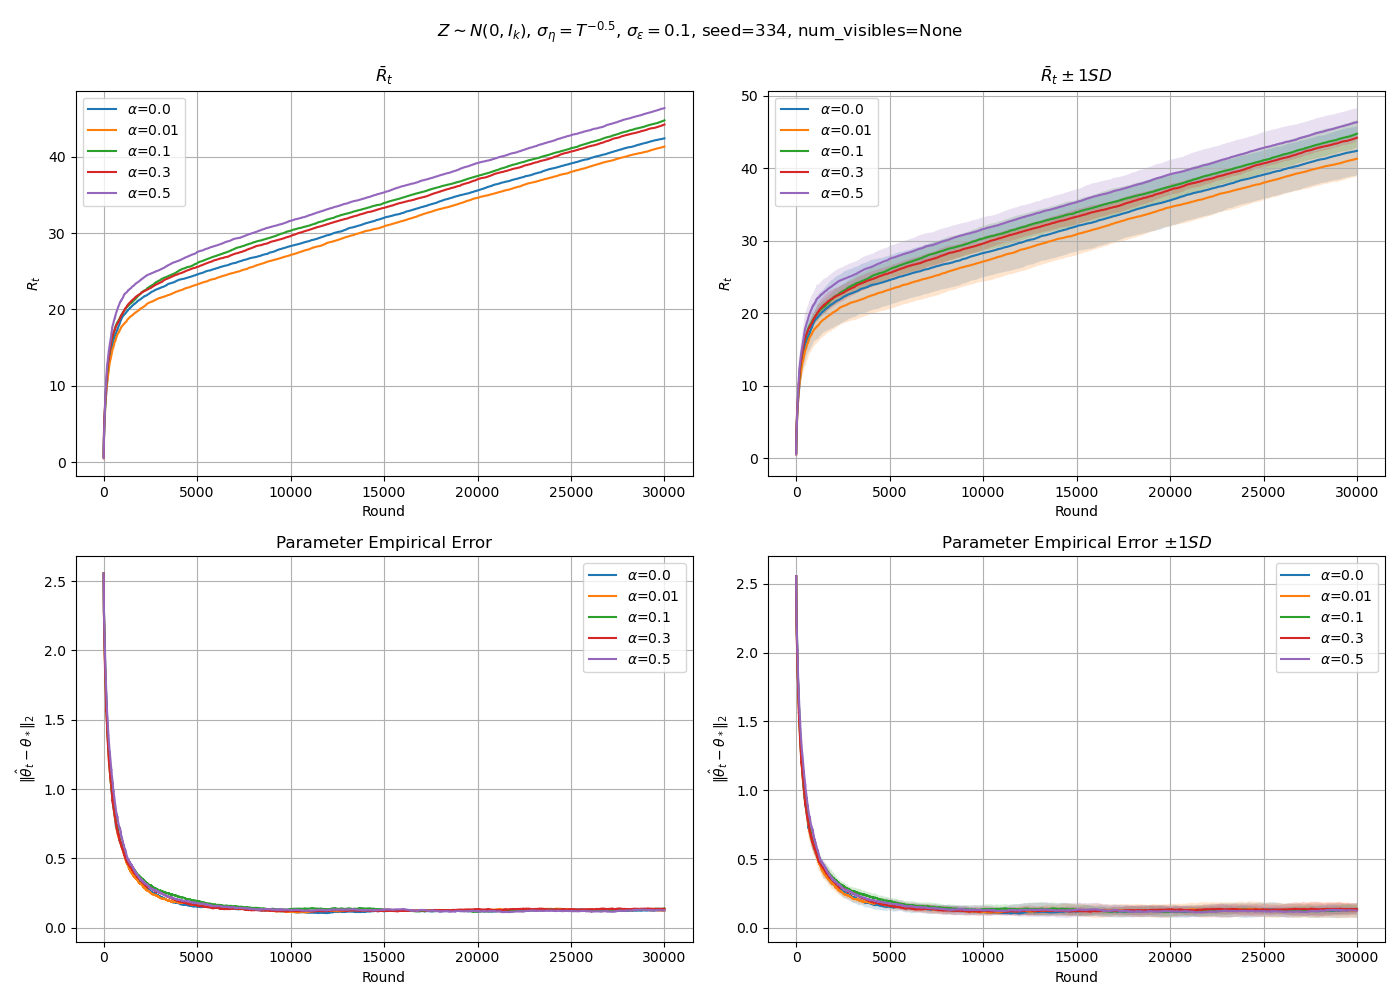 Z ∼ N(0, I_k), σ_η = T^{−0.5}, σ_ε = 0.1, seed=334, num_visibles=None
R̄_t
R_t
40
30
20
10
0
α=0.0
α=0.01
α=0.1
α=0.3
α=0.5
0 5000 10000 15000 20000 25000 30000
Round
R̄_t ± 1SD
R_t
50
40
30
20
10
0
α=0.0
α=0.01
α=0.1
α=0.3
α=0.5
0 5000 10000 15000 20000 25000 30000
Round
Parameter Empirical Error
‖θ̂_t − θ_*‖_2
2.5
2.0
1.5
1.0
0.5
0.0
α=0.0
α=0.01
α=0.1
α=0.3
α=0.5
0 5000 10000 15000 20000 25000 30000
Round
Parameter Empirical Error ±1SD
‖θ̂_t − θ_*‖_2
2.5
2.0
1.5
1.0
0.5
0.0
α=0.0
α=0.01
α=0.1
α=0.3
α=0.5
0 5000 10000 15000 20000 25000 30000
Round